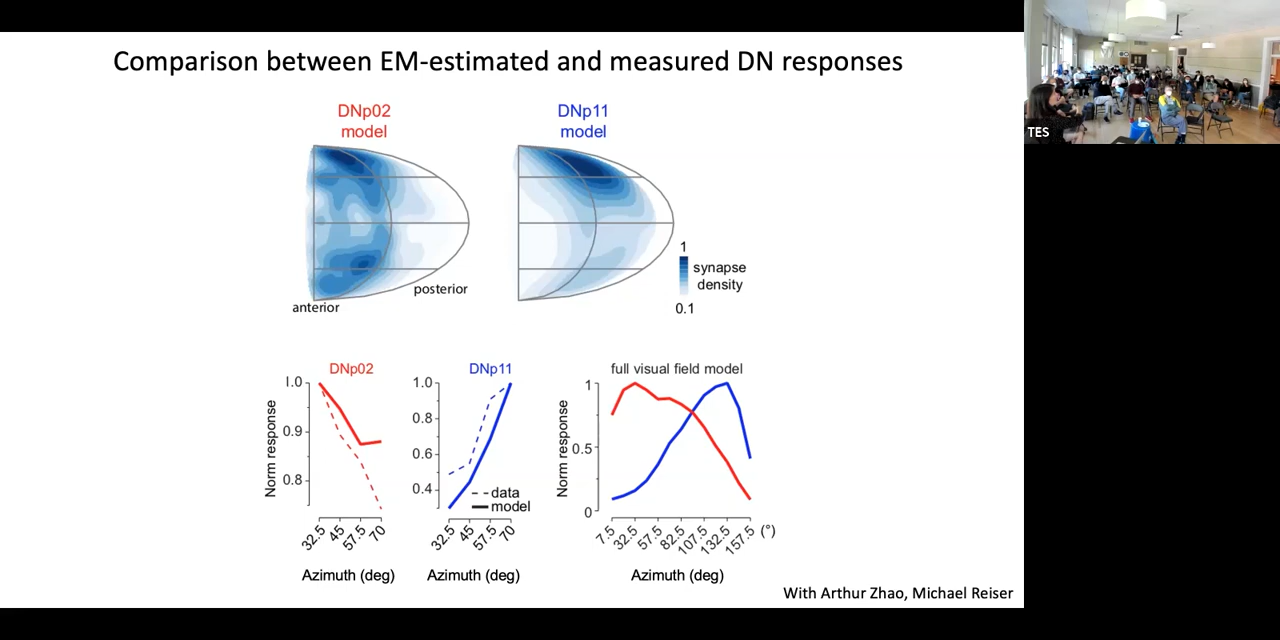 Comparison between EM-estimated and measured DN responses
TES
DNp02
model
DNp11
model
1
synapse
density
0.1
posterior
anterior
DNp02
1.0
0.9
0.8
Norm response
32.5
45
57.5
70
Azimuth (deg)
DNp11
1.0
0.8
0.6
0.4
data
model
32.5
45
57.5
70
Azimuth (deg)
full visual field model
1
0.5
0
Norm response
7.5
32.5
57.5
82.5
107.5
132.5
157.5
(°)
Azimuth (deg)
With Arthur Zhao, Michael Reiser